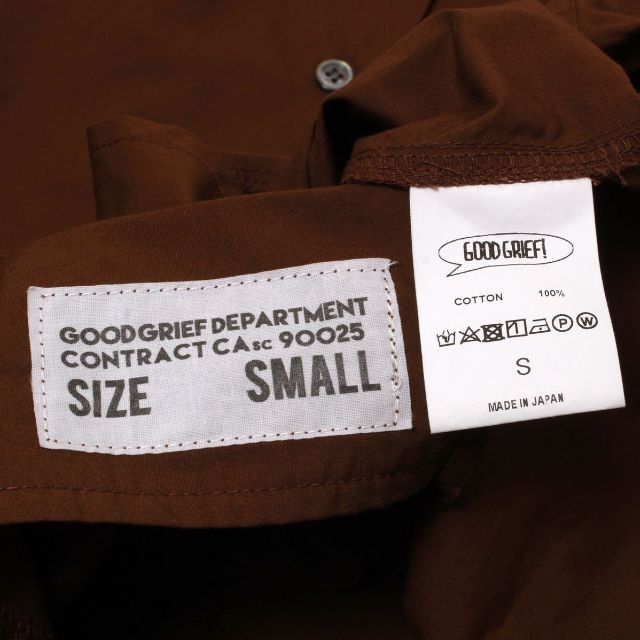 GOOD GRIEF DEPARTMENT
CONTRACT CAsc 90025
SIZE SMALL
GOOD GRIEF!
COTTON 100%
S
MADE IN JAPAN